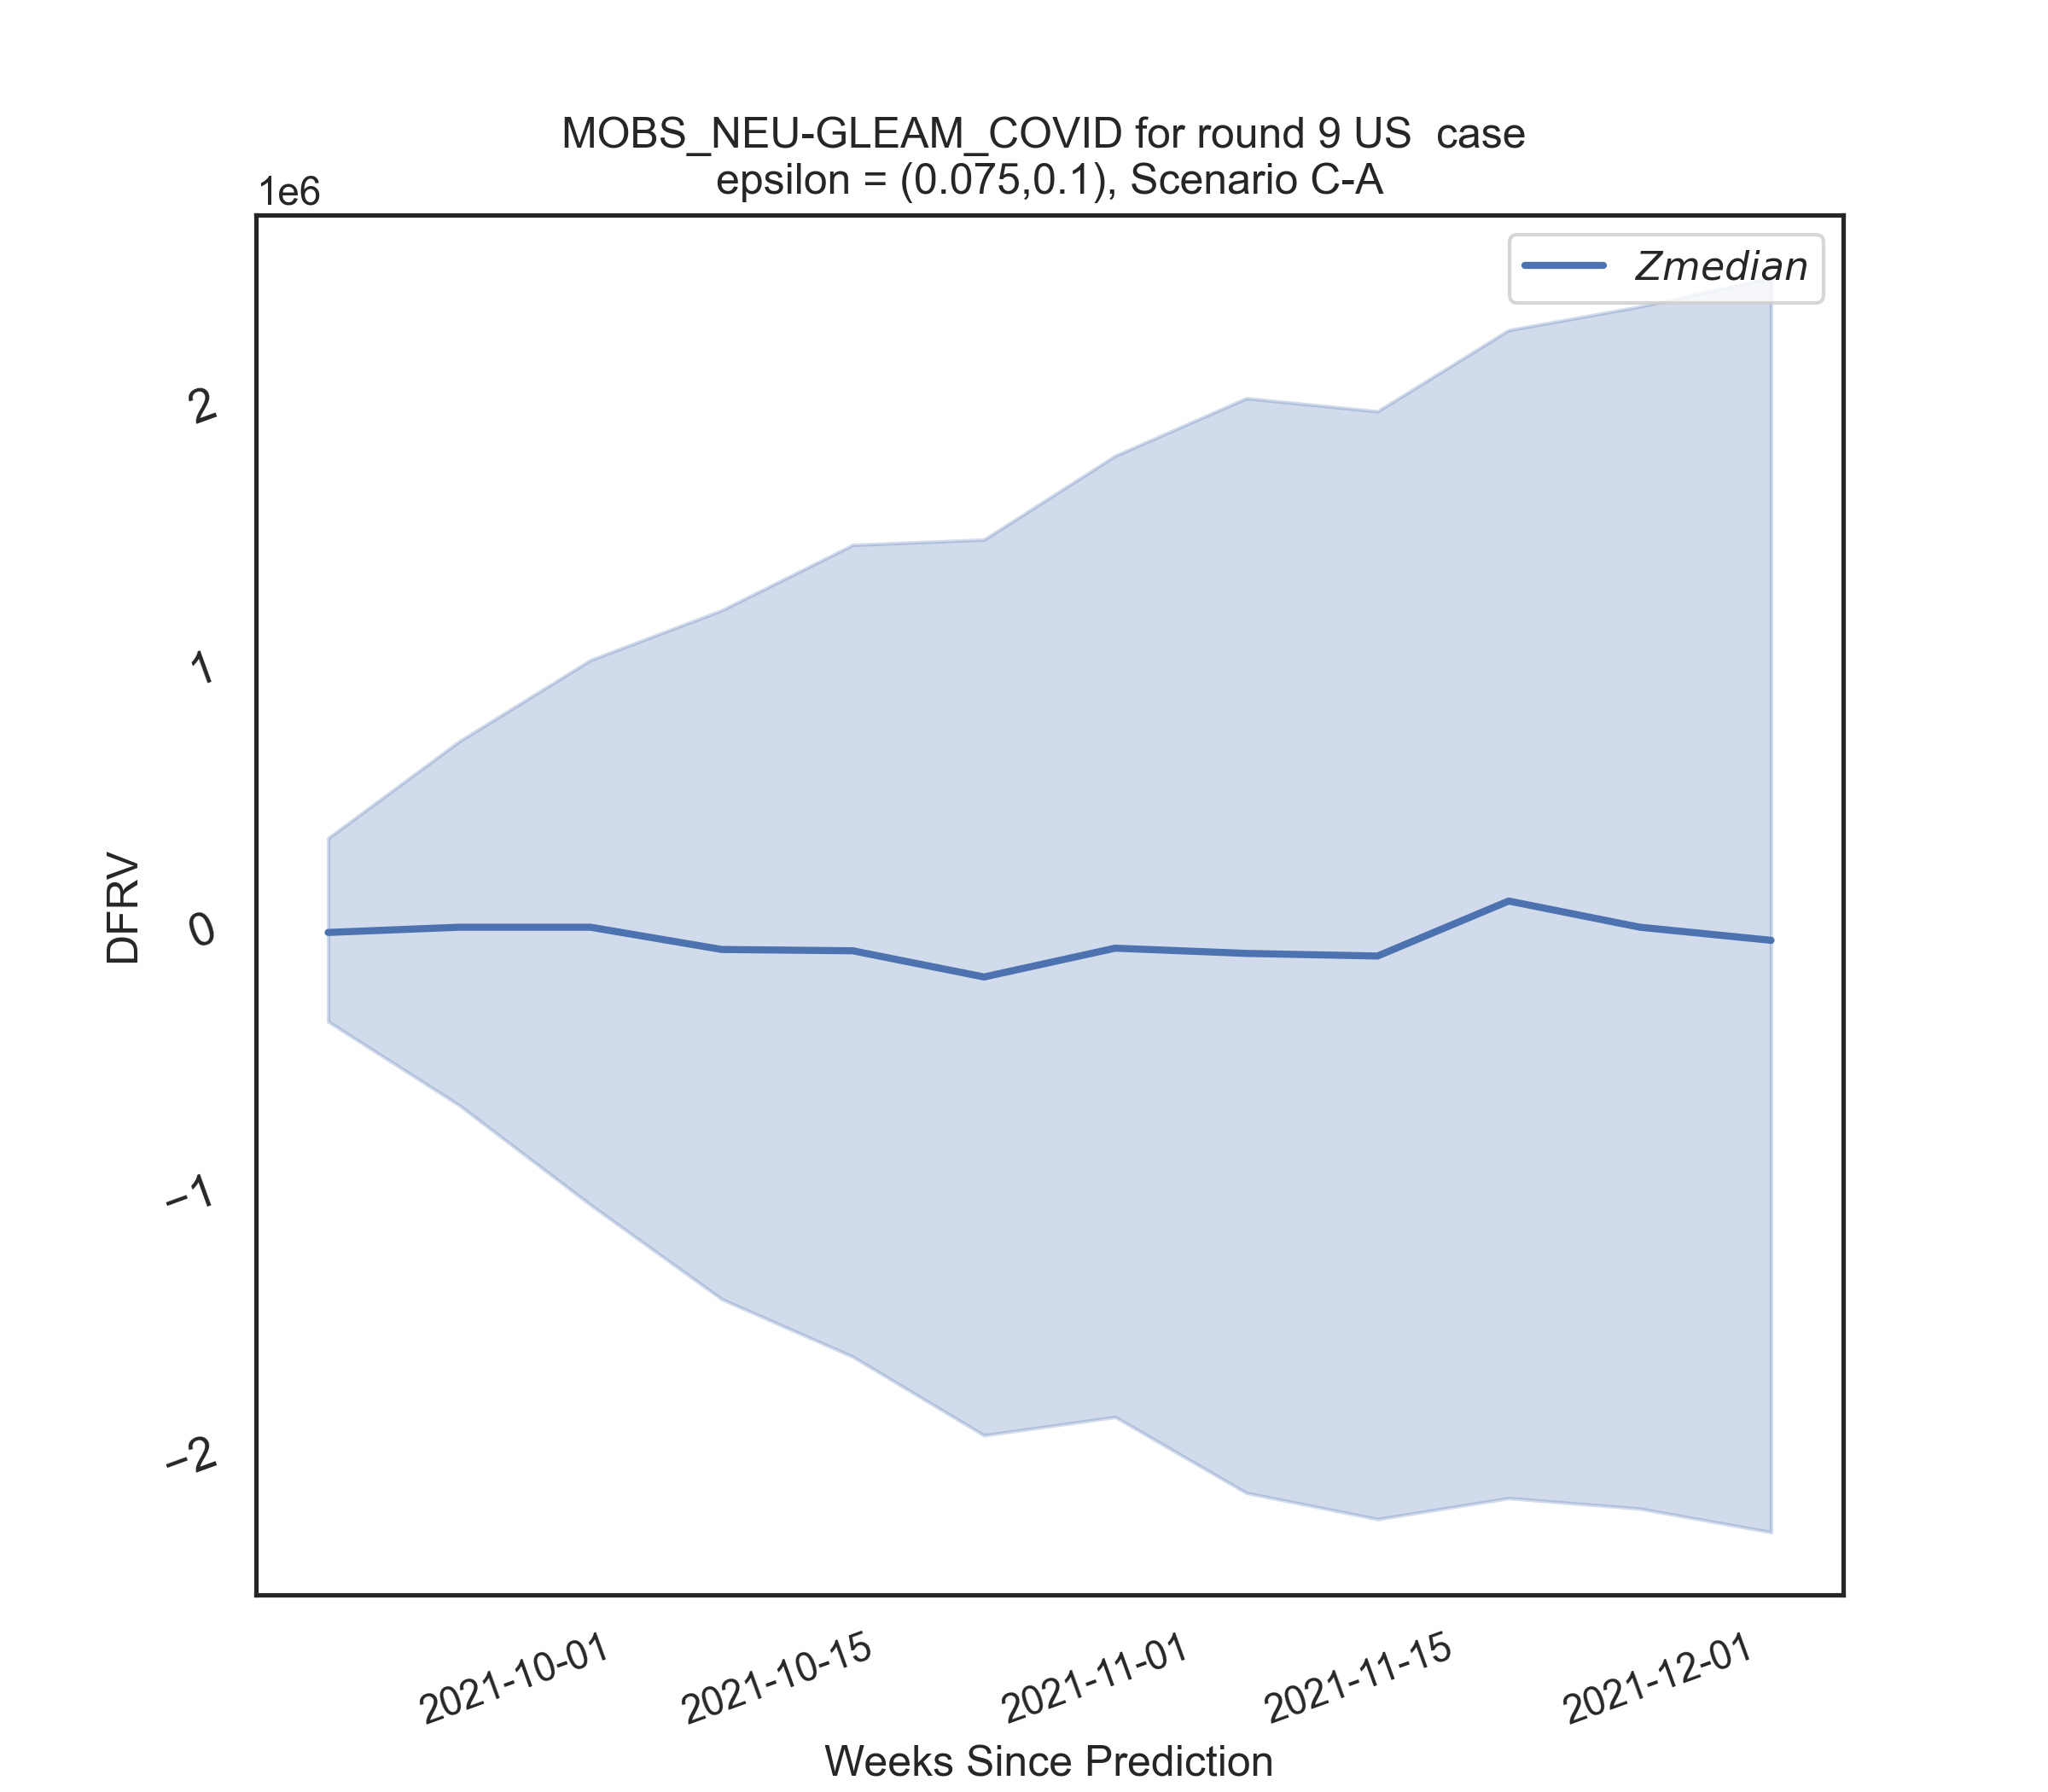 MOBS_NEU-GLEAM_COVID for round 9 US  case
epsilon = (0.075,0.1), Scenario C-A
1e6
Zmedian
2
1
0
−1
−2
DFRV
2021-10-01
2021-10-15
2021-11-01
2021-11-15
2021-12-01
Weeks Since Prediction